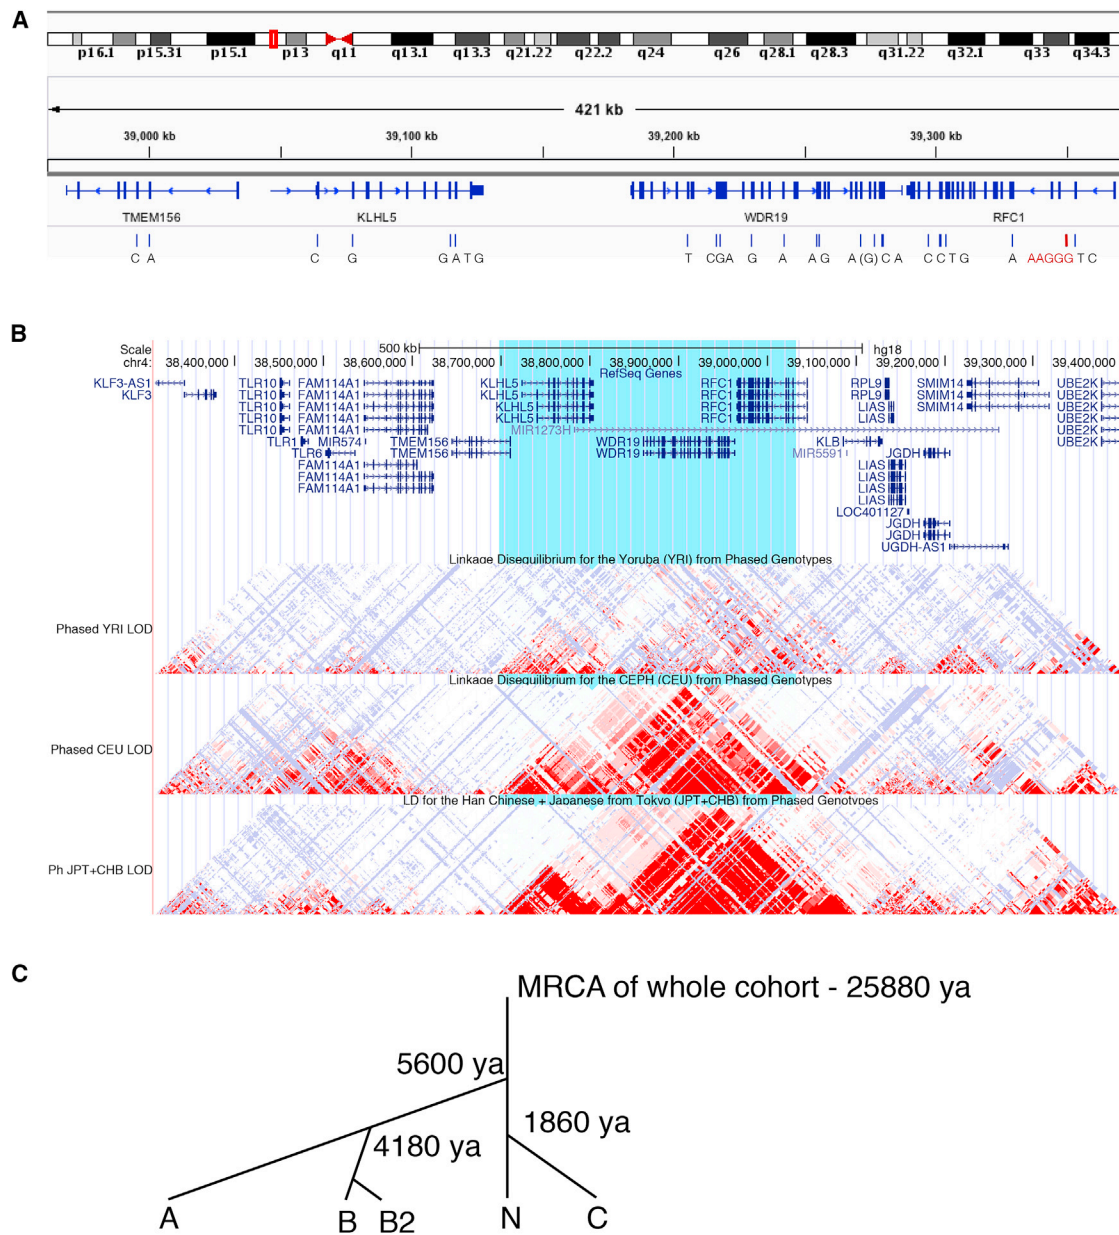 A
p16.1 p15.31 p15.1 p13 q11 q13.1 q13.3 q21.22 q22.2 q24 q26 q28.1 q28.3 q31.22 q32.1 q33 q34.3
421 kb
39,000 kb 39,100 kb 39,200 kb 39,300 kb
TMEM156 KLHL5 WDR19 RFC1
C A C G G A T G T C G A G A A G A (G) C A C C T G A AAGGG T C
B
Scale 500 kb hg18
chr4: 38,400,000 38,500,000 38,600,000 38,700,000 38,800,000 38,900,000 39,000,000 39,100,000 39,200,000 39,300,000 39,400,000
RefSeq Genes
KLF3-AS1 TLR10 FAM114A1 KLHL5 RFC1 RPL9 SMIM14 UBE2K
KLF3 TLR10 FAM114A1 KLHL5 RFC1 RPL9 SMIM14 UBE2K
TLR10 FAM114A1 KLHL5 RFC1 LIAS SMIM14 UBE2K
TLR10 FAM114A1 KLHL5 RFC1 LIAS UBE2K
TLR10 FAM114A1 MIR1273H UBE2K
TLR1 MIR574 TMEM156 WDR19 KLB UBE2K
TLR6 TMEM156 WDR19 MIR5591 JGDH
FAM114A1 LIAS
FAM114A1 LIAS
FAM114A1 LIAS
LIAS
LOC401127
JGDH
JGDH
UGDH-AS1
Linkage Disequilibrium for the Yoruba (YRI) from Phased Genotypes
Phased YRI LOD
Linkage Disequilibrium for the CEPH (CEU) from Phased Genotypes
Phased CEU LOD
LD for the Han Chinese + Japanese from Tokyo (JPT+CHB) from Phased Genotypes
Ph JPT+CHB LOD
C
MRCA of whole cohort - 25880 ya
5600 ya
1860 ya
4180 ya
A B B2 N C